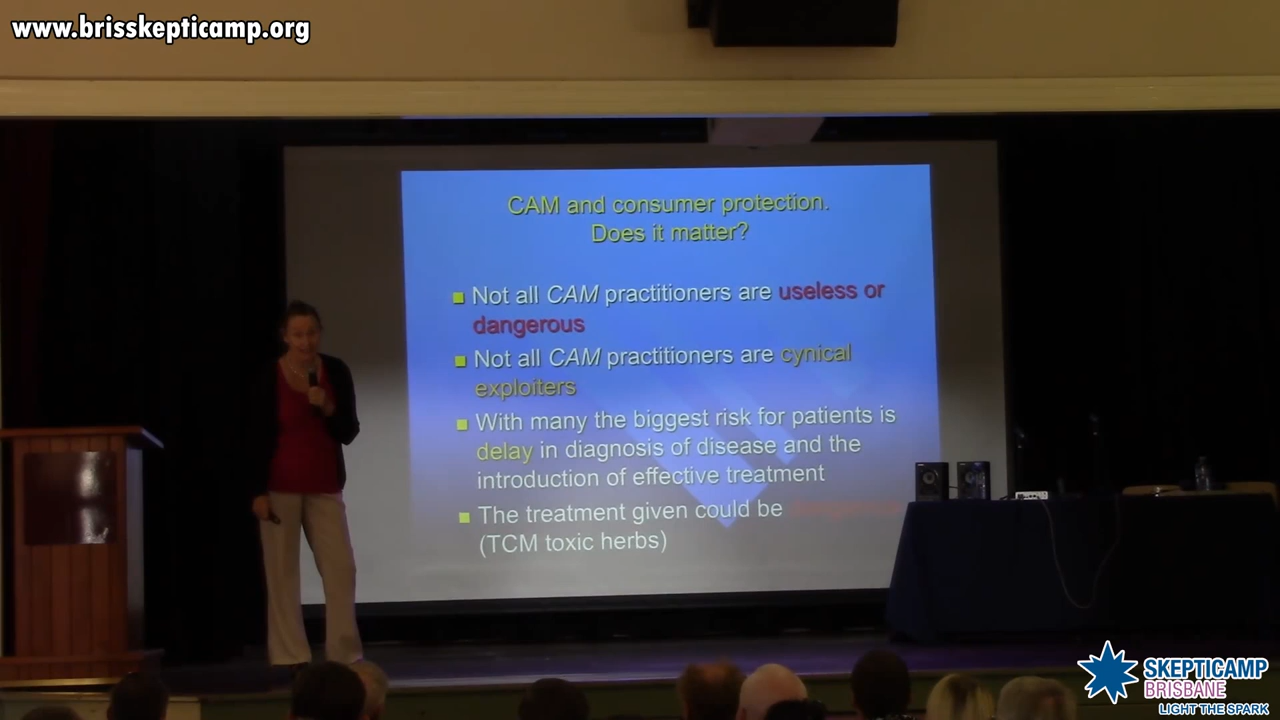 www.brisskepticamp.org
CAM and consumer protection.
Does it matter?
Not all CAM practitioners are useless or
dangerous
Not all CAM practitioners are cynical
exploiters
With many the biggest risk for patients is
delay in diagnosis of disease and the
introduction of effective treatment
The treatment given could be
(TCM toxic herbs)
SKEPTICAMP
BRISBANE
LIGHT THE SPARK